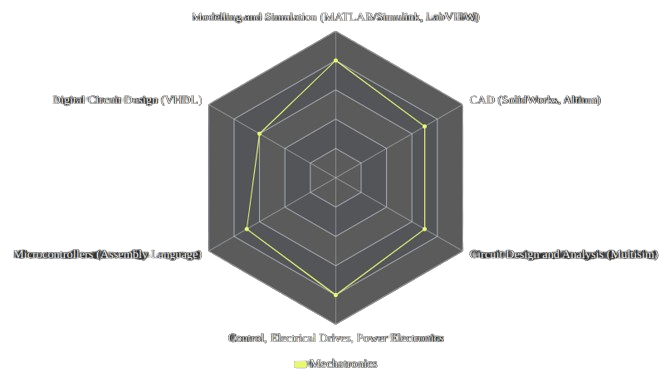 Modelling and Simulation (MATLAB/Simulink, LabVIEW)
Digital Circuit Design (VHDL)
CAD (SolidWorks, Altium)
Microcontrollers (Assembly Language)
Circuit Design and Analysis (Multisim)
Control, Electrical Drives, Power Electronics
Mechatronics